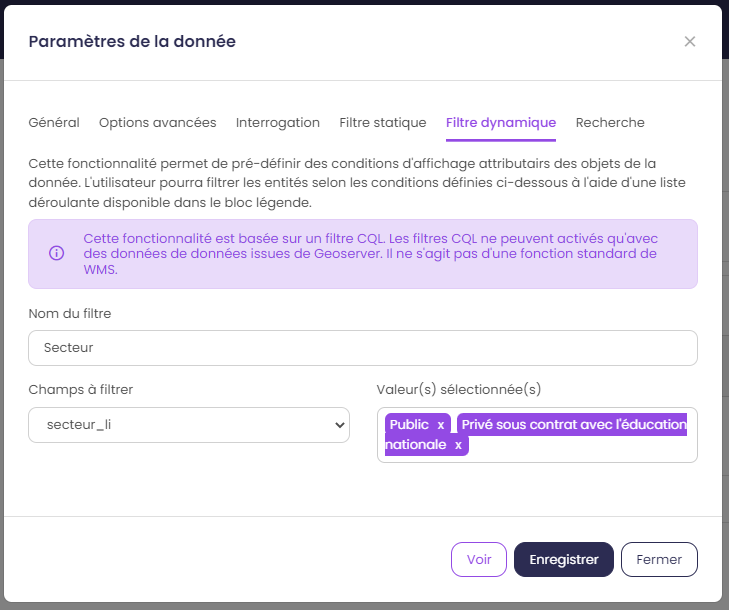 Paramètres de la donnée
×
Général Options avancées Interrogation Filtre statique Filtre dynamique Recherche
Cette fonctionnalité permet de pré-définir des conditions d'affichage attributairs des objets de la
donnée. L'utilisateur pourra filtrer les entités selon les conditions définies ci-dessous à l'aide d'une liste
déroulante disponible dans le bloc légende.
Cette fonctionnalité est basée sur un filtre CQL. Les filtres CQL ne peuvent activés qu'avec
des données de données issues de Geoserver. Il ne s'agit pas d'une fonction standard de
WMS.
Nom du filtre
Secteur
Champs à filtrer Valeur(s) sélectionnée(s)
secteur_li
Public x Privé sous contrat avec l'éducation
nationale x
Voir Enregistrer Fermer